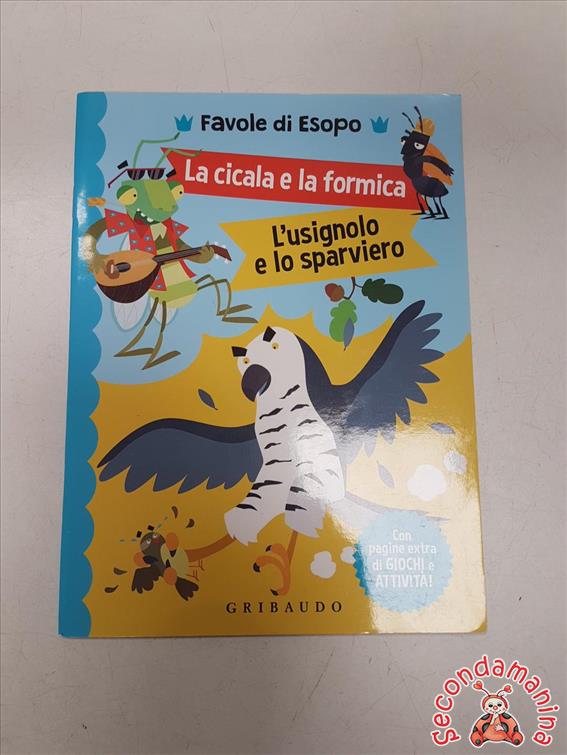 Favole di Esopo
La cicala e la formica
L'usignolo
e lo sparviero
Con
pagine extra
di GIOCHI e
ATTIVITÀ!
GRIBAUDO
Secondamanina